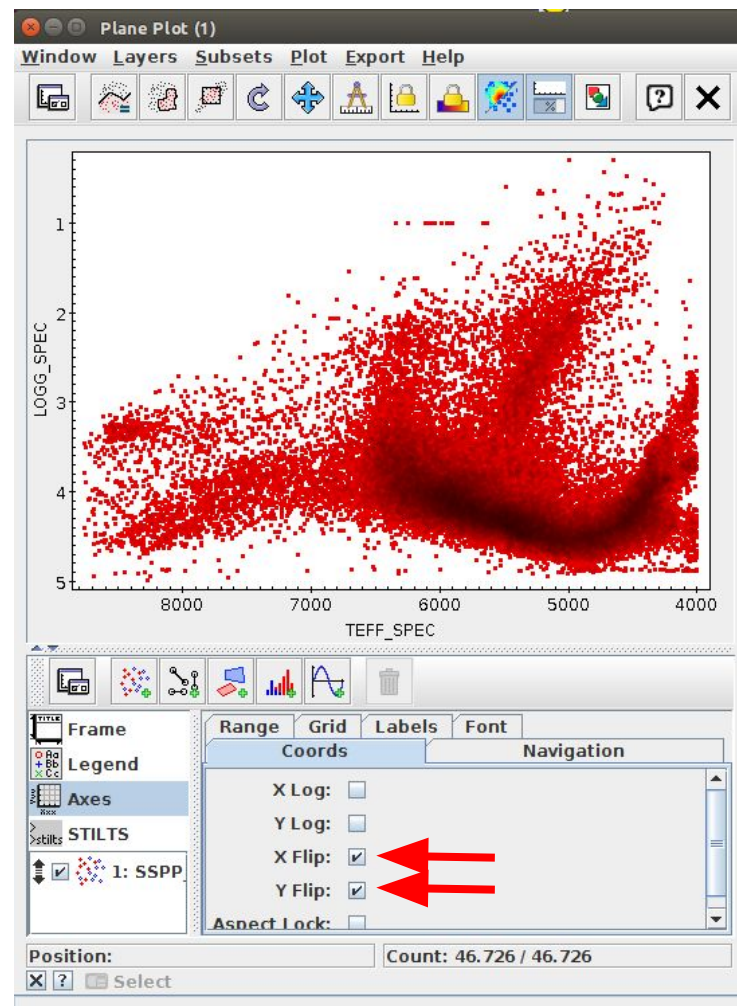 Plane Plot (1)
Window Layers Subsets Plot Export Help
1
2
3
4
5
LOGG_SPEC
8000 7000 6000 5000 4000
TEFF_SPEC
Frame
Legend
Axes
STILTS
1: SSPP_
Range Grid Labels Font
Coords Navigation
X Log:
Y Log:
X Flip:
Y Flip:
Aspect Lock:
Position:
Count: 46.726 / 46.726
Select